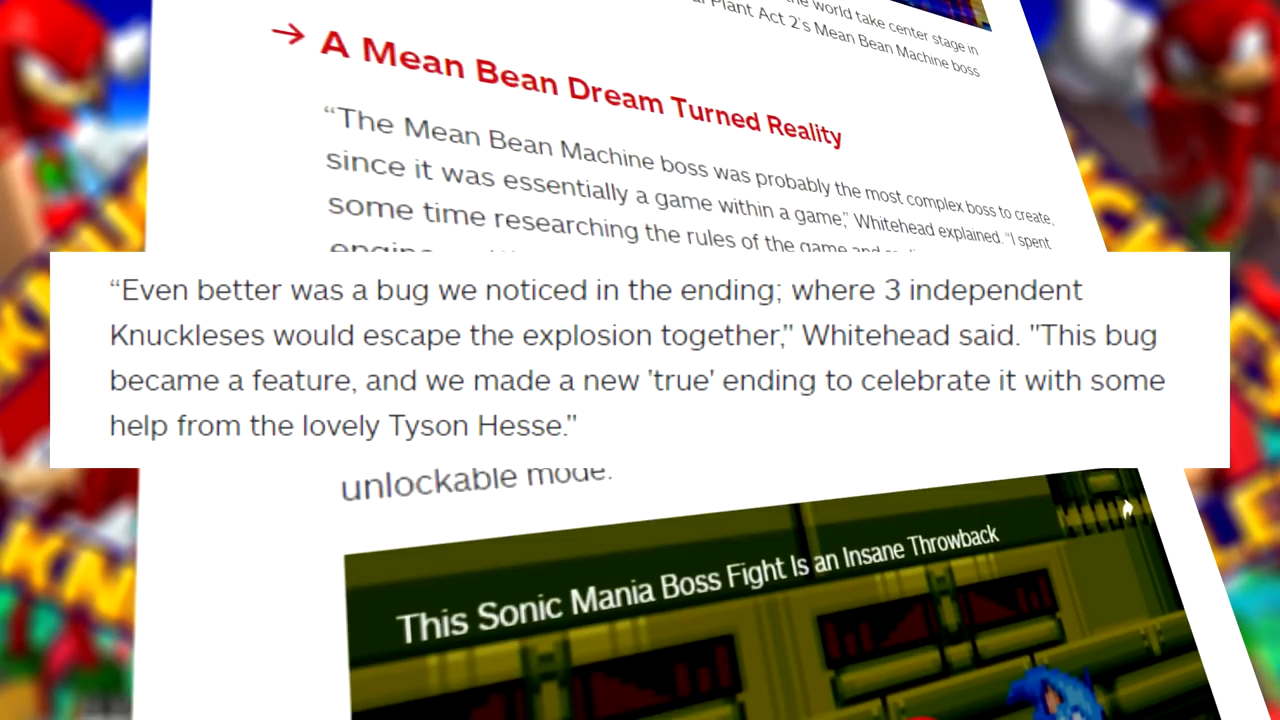 the world take center stage in
Plant Act 2's Mean Bean Machine boss
→ A Mean Bean Dream Turned Reality
“The Mean Bean Machine boss was probably the most complex boss to create,
since it was essentially a game within a game,” Whitehead explained. “I spent
some time researching the rules of the game and
“Even better was a bug we noticed in the ending; where 3 independent
Knuckleses would escape the explosion together,” Whitehead said. "This bug
became a feature, and we made a new 'true' ending to celebrate it with some
help from the lovely Tyson Hesse."
unlockable mode.
This Sonic Mania Boss Fight Is an Insane Throwback